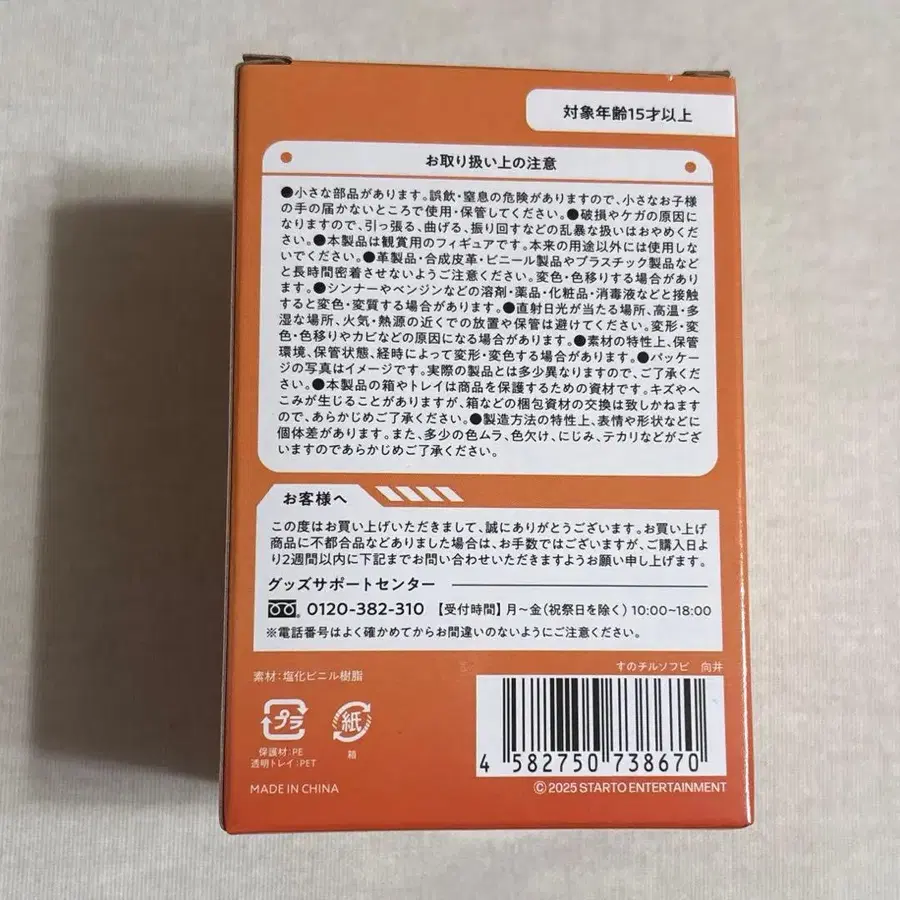 対象年齢15才以上
お取り扱い上の注意
●小さな部品があります。誤飲・窒息の危険がありますので、小さなお子様
の手の届かないところで使用・保管してください。●破損やケガの原因に
なりますので、引っ張る、曲げる、振り回すなどの乱暴な扱いはおやめくだ
さい。●本製品は観賞用のフィギュアです。本来の用途以外には使用しな
いでください。●革製品・合成皮革・ビニール製品やプラスチック製品など
と長時間密着させないようご注意ください。変色・色移りする場合があり
ます。●シンナーやベンジンなどの溶剤・薬品・化粧品・消毒液などと接触
すると変色・変質する場合があります。●直射日光が当たる場所、高温・多
湿な場所、火気・熱源の近くでの放置や保管は避けてください。変形・変
色・色移りやカビなどの原因になる場合があります。●素材の特性上、保管
環境、保管状態、経時によって変形・変色する場合があります。●パッケー
ジの写真はイメージです。実際の製品とは多少異なりますので、ご了承くだ
さい。●本製品の箱やトレイは商品を保護するための資材です。キズやへ
こみが生じることがありますが、箱などの梱包資材の交換は致しかねます
ので、あらかじめご了承ください。●製造方法の特性上、表情や形状などに
個体差があります。また、多少の色ムラ、色欠け、にじみ、テカリなどがござ
いますのであらかじめご了承ください。
お客様へ
この度はお買い上げいただきまして、誠にありがとうございます。お買い上げ
商品に不都合品などありました場合は、お手数ではございますが、ご購入日よ
り2週間以内に下記までお問い合わせいただきますようお願い申し上げます。
グッズサポートセンター
0120-382-310 【受付時間】月〜金(祝祭日を除く)10:00~18:00
※電話番号はよく確かめてからお間違いのないようにご注意ください。
素材:塩化ビニル樹脂
すのチルソフビ 向井
プラ
紙
保護材:PE
透明トレイ:PET
箱
4 582750 738670
MADE IN CHINA
©2025 STARTO ENTERTAINMENT